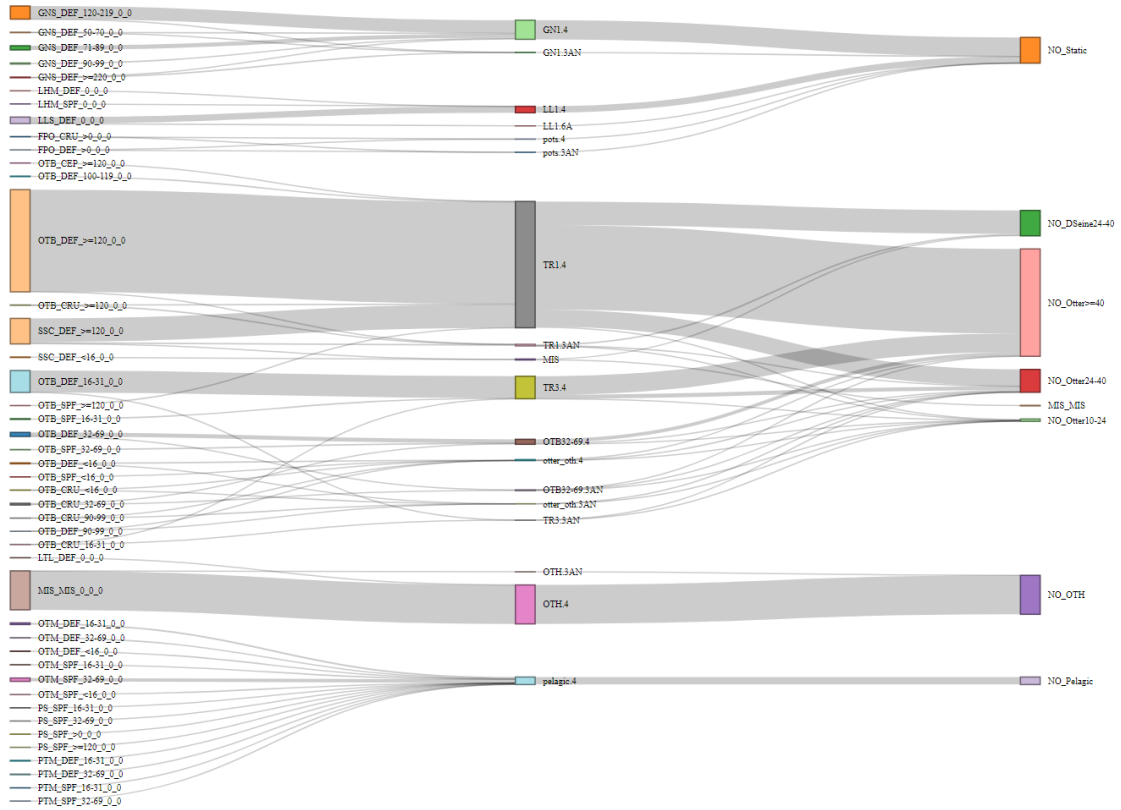 GNS_DEF_120-219_0_0
GNS_DEF_50-70_0_0
GNS_DEF_71-89_0_0
GNS_DEF_90-99_0_0
GNS_DEF_>=220_0_0
LHM_DEF_0_0_0
LHM_SPF_0_0_0
LLS_DEF_0_0_0
FPO_CRU_>0_0_0
FPO_DEF_>0_0_0
OTB_CEP_>=120_0_0
OTB_DEF_100-119_0_0
OTB_DEF_>=120_0_0
OTB_CRU_>=120_0_0
SSC_DEF_>=120_0_0
SSC_DEF_<16_0_0
OTB_DEF_16-31_0_0
OTB_SPF_>=120_0_0
OTB_SPF_16-31_0_0
OTB_DEF_32-69_0_0
OTB_SPF_32-69_0_0
OTB_DEF_<16_0_0
OTB_SPF_<16_0_0
OTB_CRU_<16_0_0
OTB_CRU_32-69_0_0
OTB_CRU_90-99_0_0
OTB_DEF_90-99_0_0
OTB_CRU_16-31_0_0
LTL_DEF_0_0_0
MIS_MIS_0_0_0
OTM_DEF_16-31_0_0
OTM_DEF_32-69_0_0
OTM_DEF_<16_0_0
OTM_SPF_16-31_0_0
OTM_SPF_32-69_0_0
OTM_SPF_<16_0_0
PS_SPF_16-31_0_0
PS_SPF_32-69_0_0
PS_SPF_>0_0_0
PS_SPF_>=120_0_0
PTM_DEF_16-31_0_0
PTM_DEF_32-69_0_0
PTM_SPF_16-31_0_0
PTM_SPF_32-69_0_0
GN1.4
GN1.3AN
LL1.4
LL1.6A
pots.4
pots.3AN
TR1.4
TR1.3AN
MIS
TR3.4
OTB32-69.4
otter_oth.4
OTB32-69.3AN
otter_oth.3AN
TR3.3AN
OTH.3AN
OTH.4
pelagic.4
NO_Static
NO_DSeine24-40
NO_Otter>=40
NO_Otter24-40
MIS_MIS
NO_Otter10-24
NO_OTH
NO_Pelagic